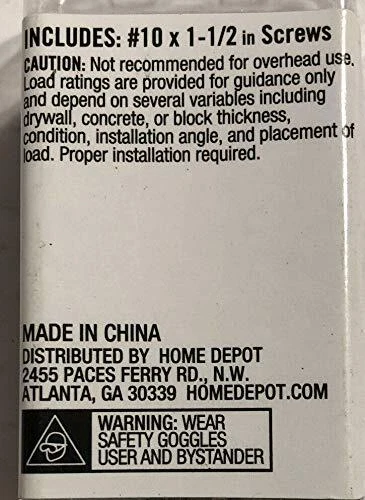 INCLUDES: #10 x 1-1/2 in Screws
CAUTION: Not recommended for overhead use.
Load ratings are provided for guidance only
and depend on several variables including
drywall, concrete, or block thickness,
condition, installation angle, and placement of
load. Proper installation required.
MADE IN CHINA
DISTRIBUTED BY HOME DEPOT
2455 PACES FERRY RD., N.W.
ATLANTA, GA 30339 HOMEDEPOT.COM
WARNING: WEAR
SAFETY GOGGLES
USER AND BYSTANDER